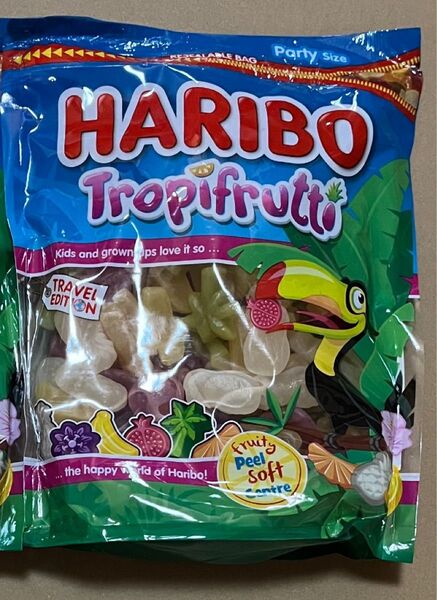 RESEALABLE BAG
Party Size
HARIBO
Tropifrutti
Kids and grown-ups love it so ...
TRAVEL
EDITION
fruity
Peel
soft
centre
... the happy world of Haribo!